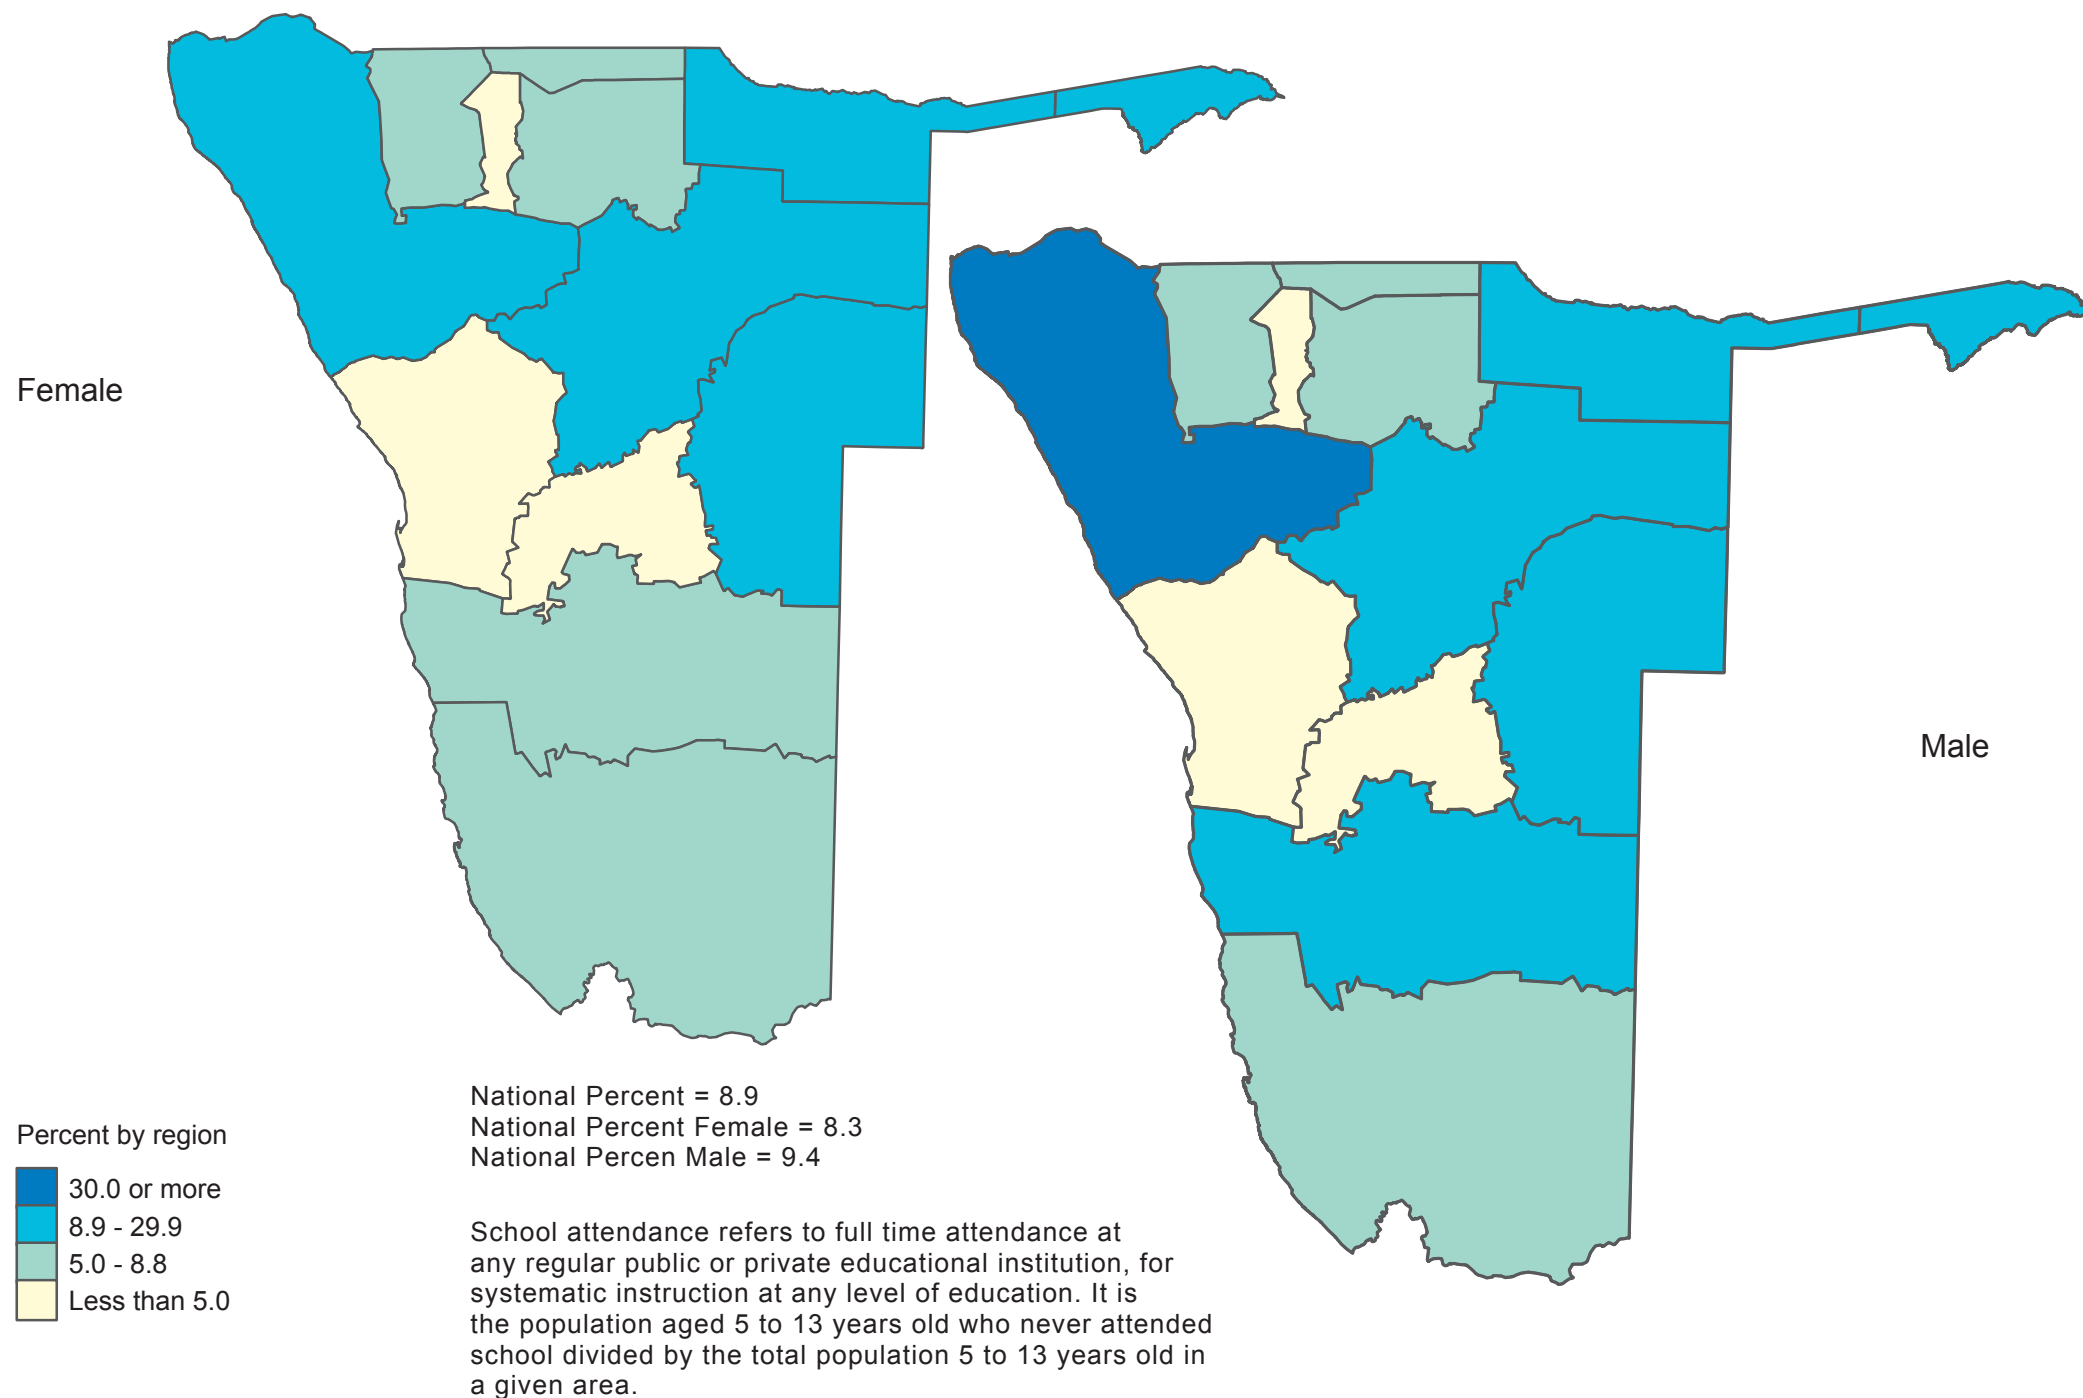 Female
Male
National Percent = 8.9
National Percent Female = 8.3
National Percen Male = 9.4
Percent by region
30.0 or more
8.9 - 29.9
5.0 - 8.8
Less than 5.0
School attendance refers to full time attendance at
any regular public or private educational institution, for
systematic instruction at any level of education. It is
the population aged 5 to 13 years old who never attended
school divided by the total population 5 to 13 years old in
a given area.